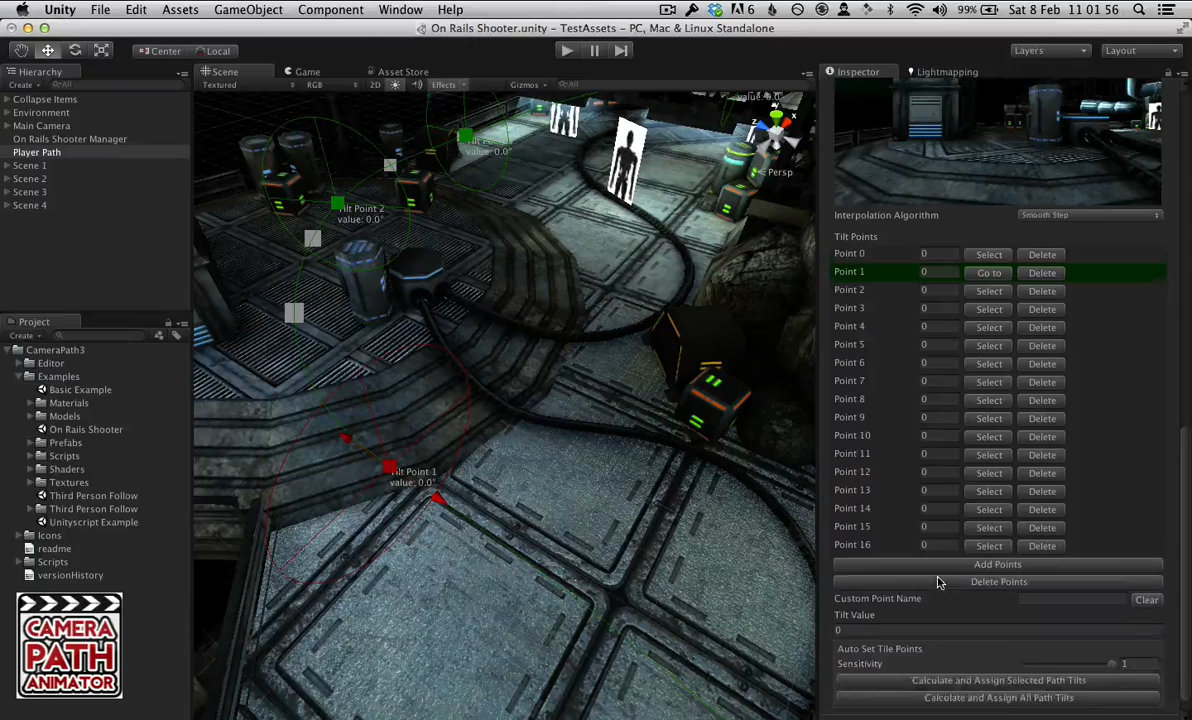 Unity File Edit Assets GameObject Component Window Help 6 99% Sat 8 Feb 11 01 56
On Rails Shooter.unity – TestAssets – PC, Mac & Linux Standalone
Center Local Layers Layout
Hierarchy
Create All
Collapse Items
Environment
Main Camera
On Rails Shooter Manager
Player Path
Scene 1
Scene 2
Scene 3
Scene 4
Project
Create
CameraPath3
Editor
Examples
Basic Example
Materials
Models
On Rails Shooter
Prefabs
Scripts
Shaders
Textures
Third Person Follow
Third Person Follow
Unityscript Example
Icons
readme
Scripts
versionHistory
CAMERA
PATH
ANIMATOR
Scene Game Asset Store
Textured RGB 2D Effects Gizmos All
value: 0.0°
x
z
Persp
value: 0.0°
Tilt Point 2
value: 0.0°
Tilt Point 1
value: 0.0°
Inspector Lightmapping
Interpolation Algorithm Smooth Step
Tilt Points
Point 0 0 Select Delete
Point 1 0 Go to Delete
Point 2 0 Select Delete
Point 3 0 Select Delete
Point 4 0 Select Delete
Point 5 0 Select Delete
Point 6 0 Select Delete
Point 7 0 Select Delete
Point 8 0 Select Delete
Point 9 0 Select Delete
Point 10 0 Select Delete
Point 11 0 Select Delete
Point 12 0 Select Delete
Point 13 0 Select Delete
Point 14 0 Select Delete
Point 15 0 Select Delete
Point 16 0 Select Delete
Add Points
Delete Points
Custom Point Name Clear
Tilt Value
0
Auto Set Tile Points
Sensitivity 1
Calculate and Assign Selected Path Tilts
Calculate and Assign All Path Tilts